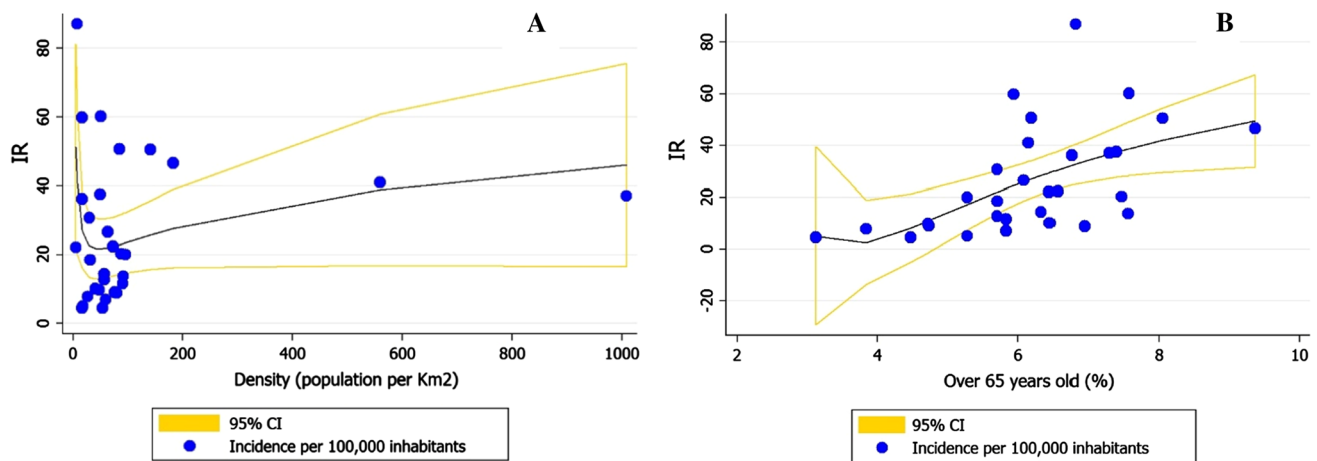 A
IR
80
60
40
20
0
0 200 400 600 800 1000
Density (population per Km2)
95% CI
Incidence per 100,000 inhabitants
B
IR
80
60
40
20
0
-20
2 4 6 8 10
Over 65 years old (%)
95% CI
Incidence per 100,000 inhabitants